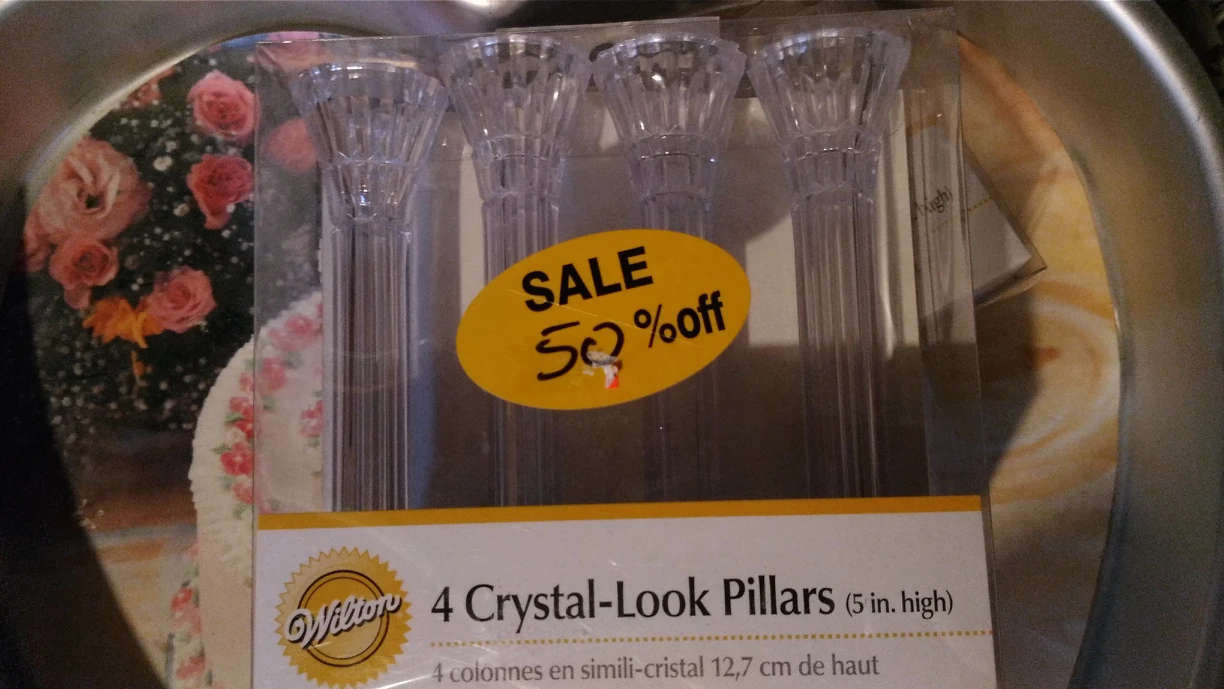 high)
SALE
50 %off
Wilton
4 Crystal-Look Pillars (5 in. high)
4 colonnes en simili-cristal 12,7 cm de haut